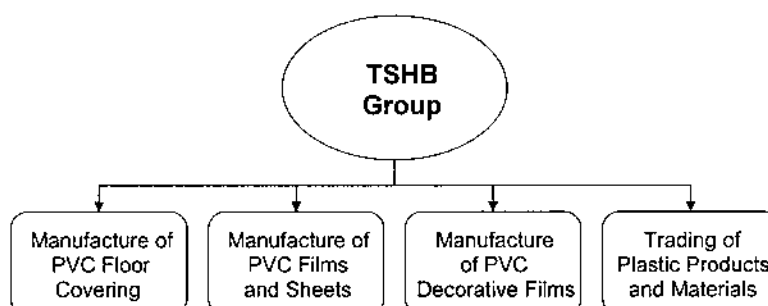 TSHB
Group
Manufacture of
PVC Floor
Covering
Manufacture of
PVC Films
and Sheets
Manufacture
of PVC
Decorative Films
Trading of
Plastic Products
and Materials